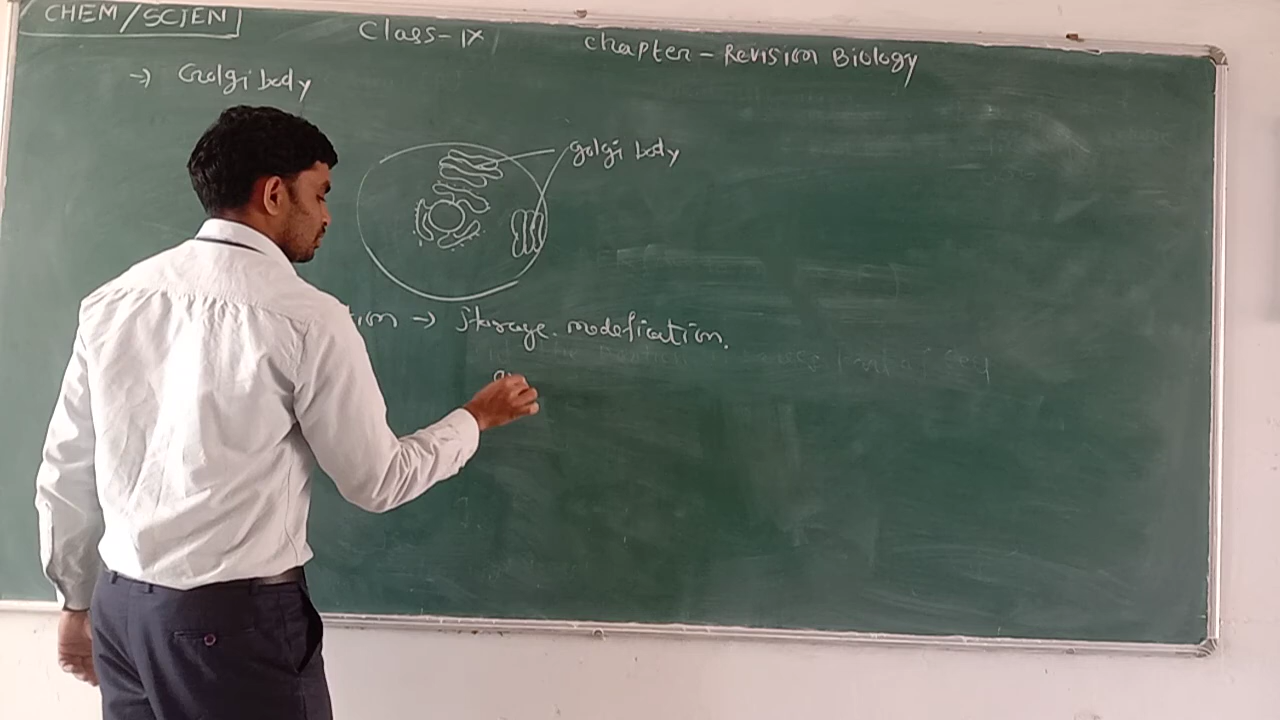 CHEM/SCIEN
Class-IX
Chapter-Revision Biology
→ Golgi body
golgi body
→ Storage. modefication.